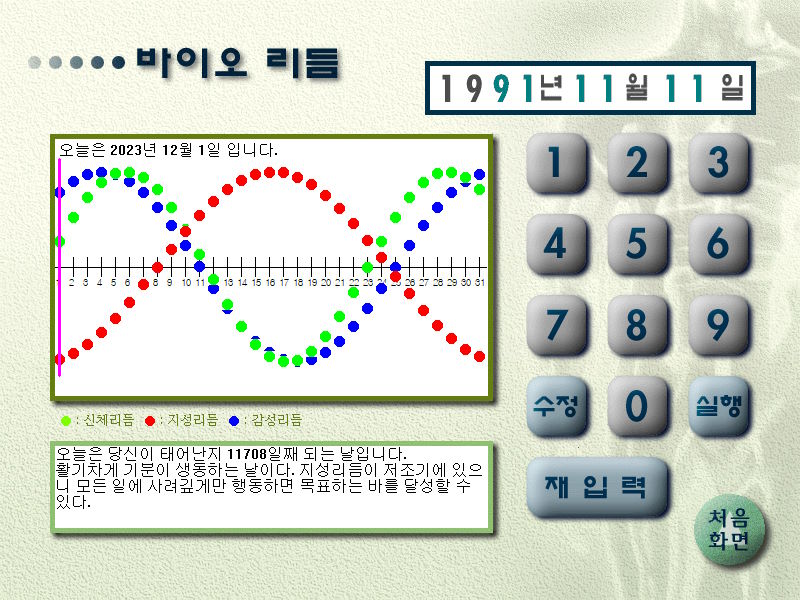 바이오 리듬
1991년11월 11일
오늘은 2023년 12월 1일 입니다.
1 2 3 4 5 6 7 8 9 10 11 12 13 14 15 16 17 18 19 20 21 22 23 24 25 26 27 28 29 30 31
: 신체리듬 : 지성리듬 : 감성리듬
오늘은 당신이 태어난지 11708일째 되는 날입니다.
활기차게 기분이 생동하는 날이다. 지성리듬이 저조기에 있으
니 모든 일에 사려깊게만 행동하면 목표하는 바를 달성할 수
있다.
1 2 3
4 5 6
7 8 9
수정 0 실행
재 입 력
처음
화면